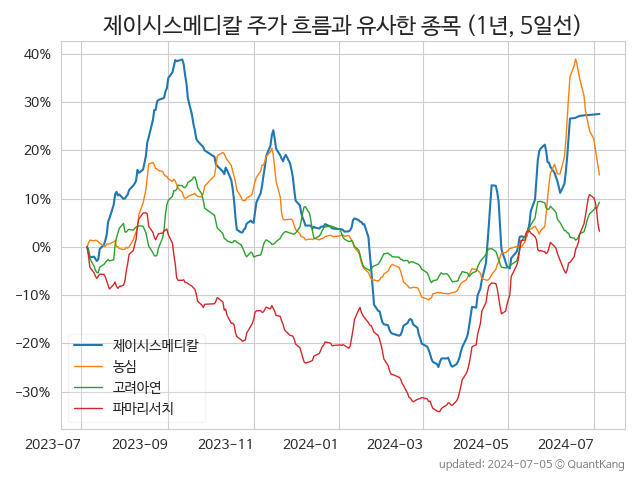 제이시스메디칼 주가 흐름과 유사한 종목 (1년, 5일선)
40%
30%
20%
10%
0%
−10%
−20%
−30%
제이시스메디칼
농심
고려아연
파마리서치
2023-07 2023-09 2023-11 2024-01 2024-03 2024-05 2024-07
updated: 2024-07-05 © QuantKang